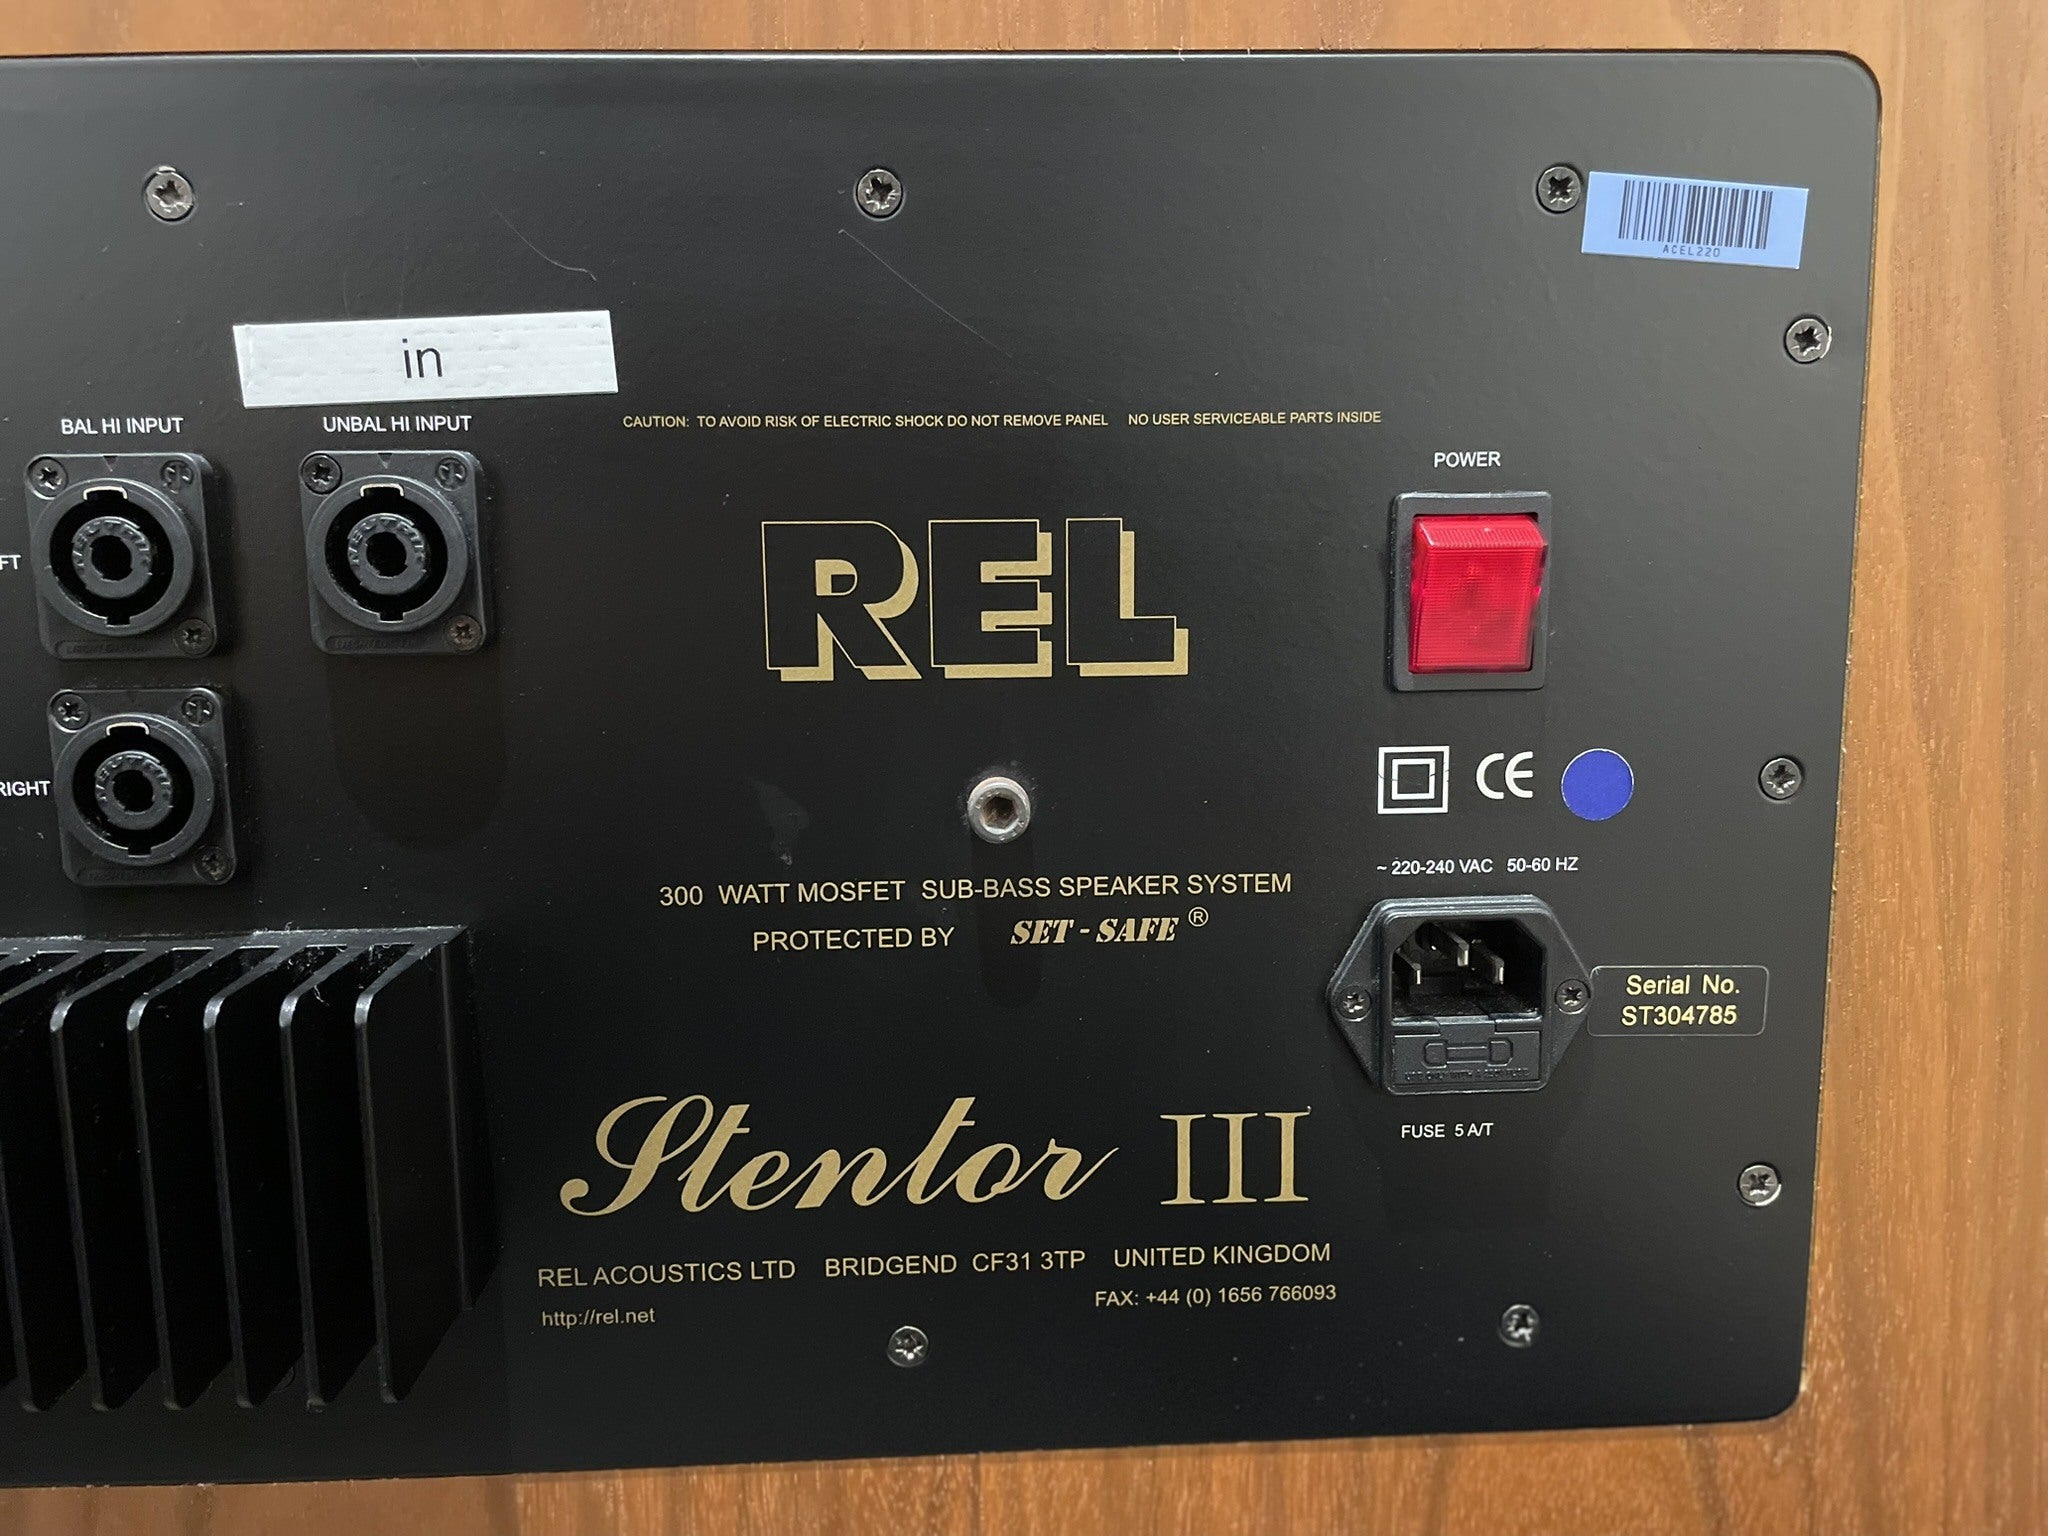 ACEL220
in
BAL HI INPUT
UNBAL HI INPUT
CAUTION: TO AVOID RISK OF ELECTRIC SHOCK DO NOT REMOVE PANEL NO USER SERVICEABLE PARTS INSIDE
POWER
REL
FT
NEUTRIK
NEUTRIK
RIGHT
NEUTRIK
CE
~ 220-240 VAC 50-60 HZ
300 WATT MOSFET SUB-BASS SPEAKER SYSTEM
PROTECTED BY SET-SAFE ®
Serial No.
ST304785
FUSE 5 A/T
Stentor III
REL ACOUSTICS LTD BRIDGEND CF31 3TP UNITED KINGDOM
http://rel.net
FAX: +44 (0) 1656 766093